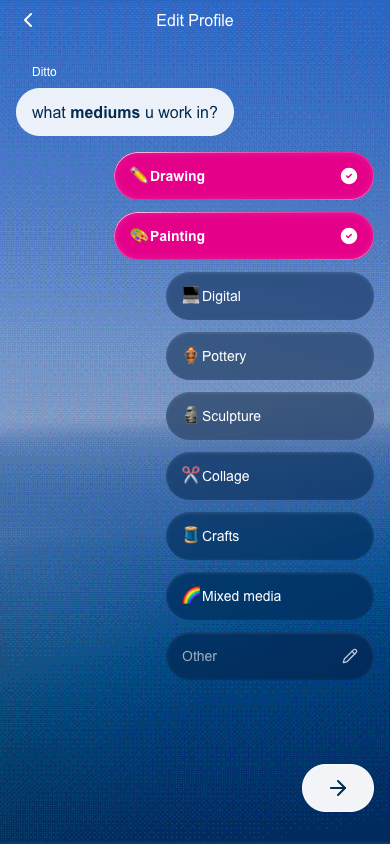 Edit Profile
Ditto
what mediums u work in?
Drawing
Painting
Digital
Pottery
Sculpture
Collage
Crafts
Mixed media
Other